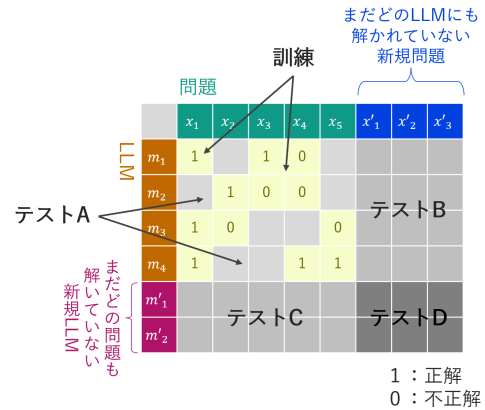 まだどのLLMにも
解かれていない
新規問題
訓練
問題
x₁ x₂ x₃ x₄ x₅ x′₁ x′₂ x′₃
LLM
m₁ 1 1 0
m₂ 1 0 0
m₃ 1 0 0
m₄ 1 1 1
テストA
テストB
まだどの問題も
解いていない
新規LLM
m′₁
m′₂
テストC
テストD
1 ：正解
0 ：不正解